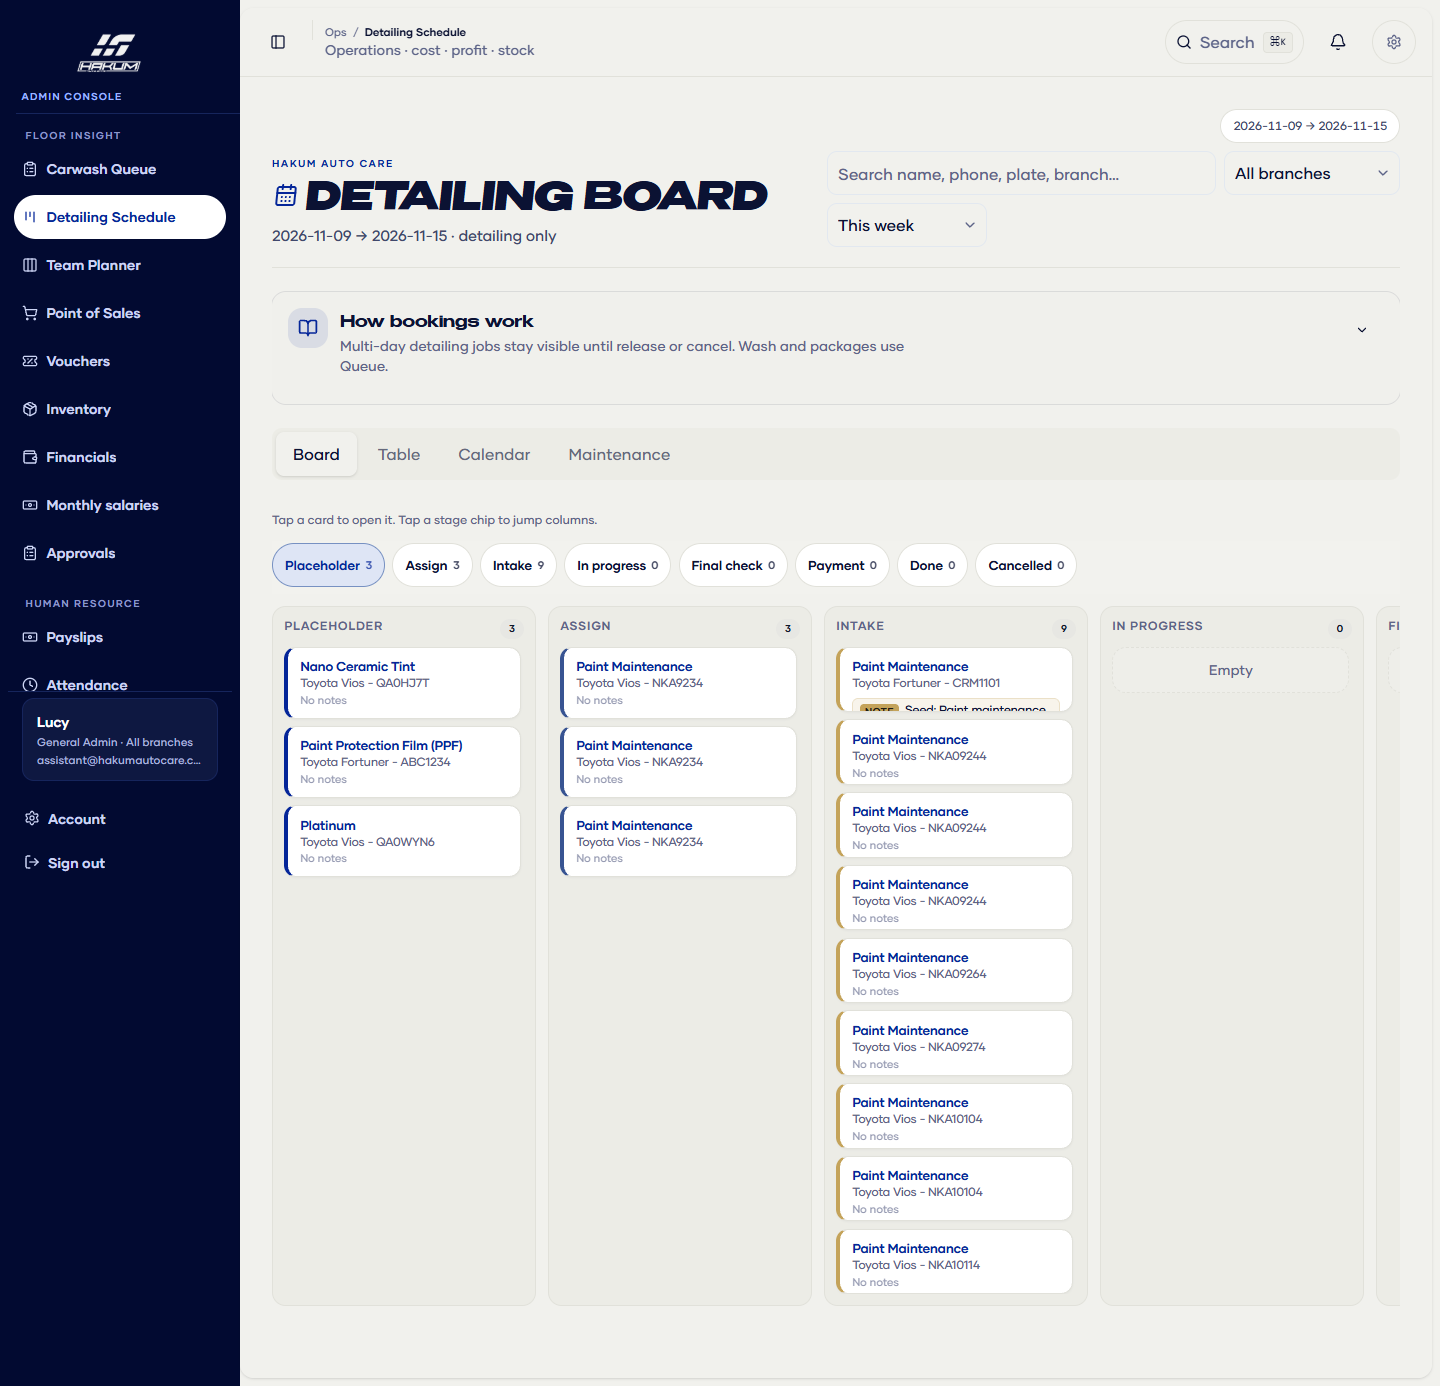 HAKUM
ADMIN CONSOLE
FLOOR INSIGHT
Carwash Queue
Detailing Schedule
Team Planner
Point of Sales
Vouchers
Inventory
Financials
Monthly salaries
Approvals
HUMAN RESOURCE
Payslips
Attendance
Lucy
General Admin · All branches
assistant@hakumautocare.c...
Account
Sign out
Ops / Detailing Schedule
Operations · cost · profit · stock
Search ⌘K
2026-11-09 → 2026-11-15
HAKUM AUTO CARE
DETAILING BOARD
2026-11-09 → 2026-11-15 · detailing only
Search name, phone, plate, branch...
All branches
This week
How bookings work
Multi-day detailing jobs stay visible until release or cancel. Wash and packages use
Queue.
Board Table Calendar Maintenance
Tap a card to open it. Tap a stage chip to jump columns.
Placeholder 3 Assign 3 Intake 9 In progress 0 Final check 0 Payment 0 Done 0 Cancelled 0
PLACEHOLDER 3
Nano Ceramic Tint
Toyota Vios - QA0HJ7T
No notes
Paint Protection Film (PPF)
Toyota Fortuner - ABC1234
No notes
Platinum
Toyota Vios - QA0WYN6
No notes
ASSIGN 3
Paint Maintenance
Toyota Vios - NKA9234
No notes
Paint Maintenance
Toyota Vios - NKA9234
No notes
Paint Maintenance
Toyota Vios - NKA9234
No notes
INTAKE 9
Paint Maintenance
Toyota Fortuner - CRM1101
NOTE Seed: Paint maintenance
Paint Maintenance
Toyota Vios - NKA09244
No notes
Paint Maintenance
Toyota Vios - NKA09244
No notes
Paint Maintenance
Toyota Vios - NKA09244
No notes
Paint Maintenance
Toyota Vios - NKA09264
No notes
Paint Maintenance
Toyota Vios - NKA09274
No notes
Paint Maintenance
Toyota Vios - NKA10104
No notes
Paint Maintenance
Toyota Vios - NKA10104
No notes
Paint Maintenance
Toyota Vios - NKA10114
No notes
IN PROGRESS 0
Empty
FI